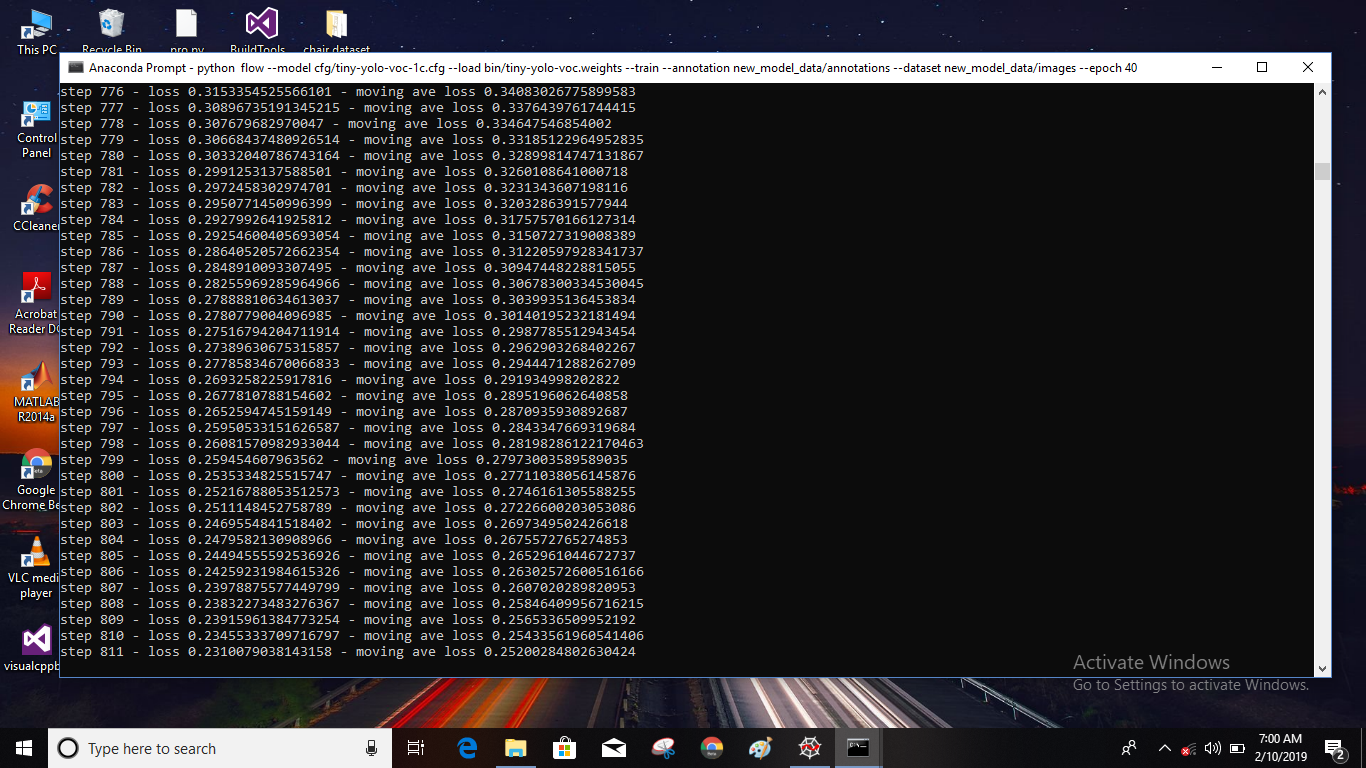 This PC
Recycle Bin
pro.py
BuildTools
chair dataset
Anaconda Prompt - python  flow --model cfg/tiny-yolo-voc-1c.cfg --load bin/tiny-yolo-voc.weights --train --annotation new_model_data/annotations --dataset new_model_data/images --epoch 40
step 776 - loss 0.3153354525566101 - moving ave loss 0.34083026775899583
step 777 - loss 0.30896735191345215 - moving ave loss 0.3376439761744415
step 778 - loss 0.307679682970047 - moving ave loss 0.334647546854002
step 779 - loss 0.30668437480926514 - moving ave loss 0.33185122964952835
step 780 - loss 0.30332040786743164 - moving ave loss 0.32899814747131867
step 781 - loss 0.2991253137588501 - moving ave loss 0.3260108641000718
step 782 - loss 0.2972458302974701 - moving ave loss 0.3231343607198116
step 783 - loss 0.2950771450996399 - moving ave loss 0.3203286391577944
step 784 - loss 0.2927992641925812 - moving ave loss 0.31757570166127314
step 785 - loss 0.29254600405693054 - moving ave loss 0.3150727319008389
step 786 - loss 0.28640520572662354 - moving ave loss 0.31220597928341737
step 787 - loss 0.2848910093307495 - moving ave loss 0.30947448228815055
step 788 - loss 0.28255969285964966 - moving ave loss 0.30678300334530045
step 789 - loss 0.27888810634613037 - moving ave loss 0.3039935136453834
step 790 - loss 0.2780779004096985 - moving ave loss 0.30140195232181494
step 791 - loss 0.27516794204711914 - moving ave loss 0.2987785512943454
step 792 - loss 0.27389630675315857 - moving ave loss 0.2962903268402267
step 793 - loss 0.27785834670066833 - moving ave loss 0.2944471288262709
step 794 - loss 0.2693258225917816 - moving ave loss 0.291934998202822
step 795 - loss 0.2677810788154602 - moving ave loss 0.2895196062640858
step 796 - loss 0.2652594745159149 - moving ave loss 0.2870935930892687
step 797 - loss 0.25950533151626587 - moving ave loss 0.2843347669319684
step 798 - loss 0.26081570982933044 - moving ave loss 0.28198286122170463
step 799 - loss 0.259454607963562 - moving ave loss 0.27973003589589035
step 800 - loss 0.2535334825515747 - moving ave loss 0.27711038056145876
step 801 - loss 0.25216788053512573 - moving ave loss 0.2746161305588255
step 802 - loss 0.2511148452758789 - moving ave loss 0.27226600203053086
step 803 - loss 0.2469554841518402 - moving ave loss 0.2697349502426618
step 804 - loss 0.2479582130908966 - moving ave loss 0.2675572765274853
step 805 - loss 0.24494555592536926 - moving ave loss 0.2652961044672737
step 806 - loss 0.24259231984615326 - moving ave loss 0.26302572600516166
step 807 - loss 0.23978875577449799 - moving ave loss 0.2607020289820953
step 808 - loss 0.23832273483276367 - moving ave loss 0.25846409956716215
step 809 - loss 0.23915961384773254 - moving ave loss 0.2565336509952192
step 810 - loss 0.23455333709716797 - moving ave loss 0.25433561960541406
step 811 - loss 0.2310079038143158 - moving ave loss 0.25200284802630424
Control
Panel
CCleaner
Acrobat
Reader DC
MATLAB
R2014a
Google
Chrome Be
VLC medi
player
visualcppb
Activate Windows
Go to Settings to activate Windows.
Type here to search
7:00 AM
2/10/2019
2